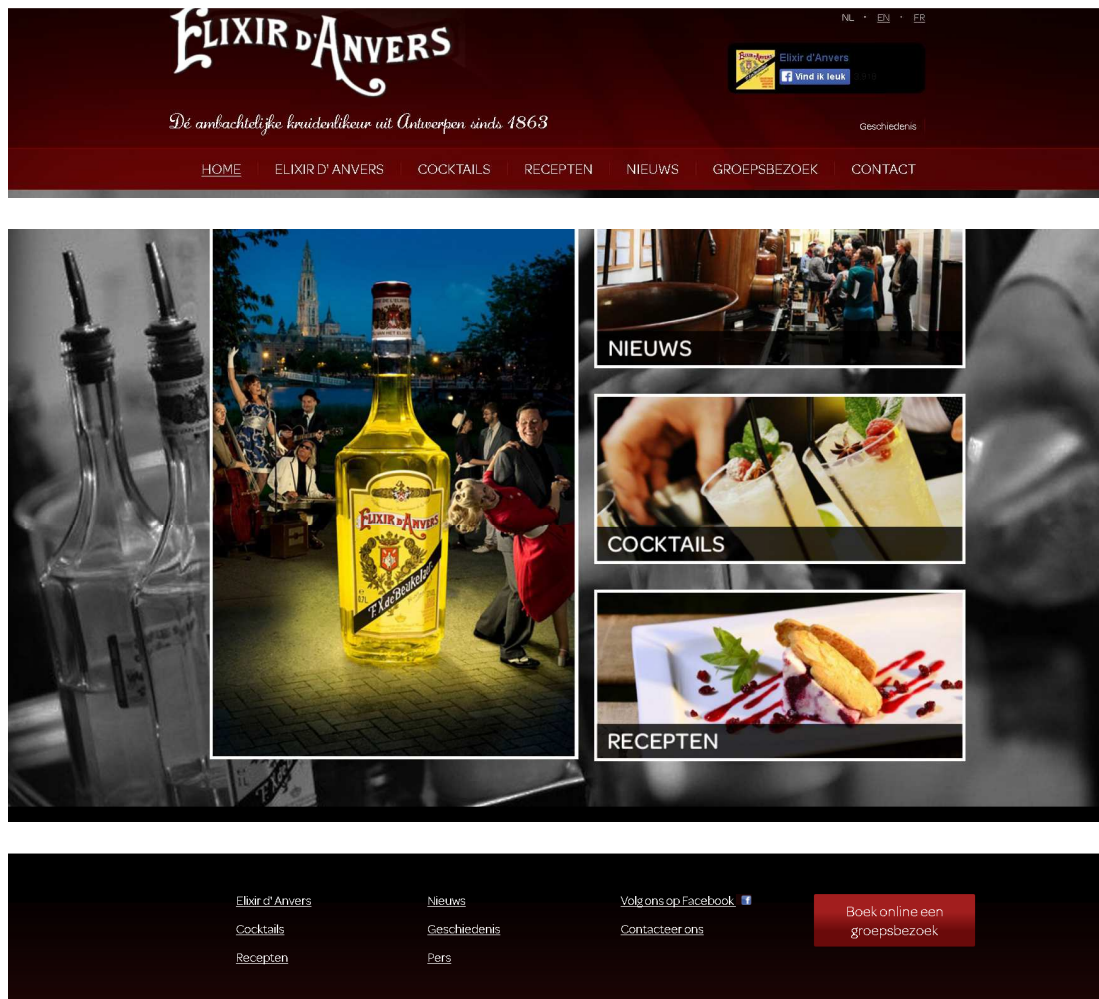 ELIXIR D'ANVERS
NL · EN · FR
Elixir d'Anvers
Vind ik leuk
Dé ambachtelijke kruidenlikeur uit Antwerpen sinds 1863
Geschiedenis
HOME
ELIXIR D' ANVERS
COCKTAILS
RECEPTEN
NIEUWS
GROEPSBEZOEK
CONTACT
ELIXIR D'ANVERS
F.X. de Beukelaer
0,7L
NIEUWS
COCKTAILS
RECEPTEN
Elixir d' Anvers
Cocktails
Recepten
Nieuws
Geschiedenis
Pers
Volg ons op Facebook
Contacteer ons
Boek online een
groepsbezoek